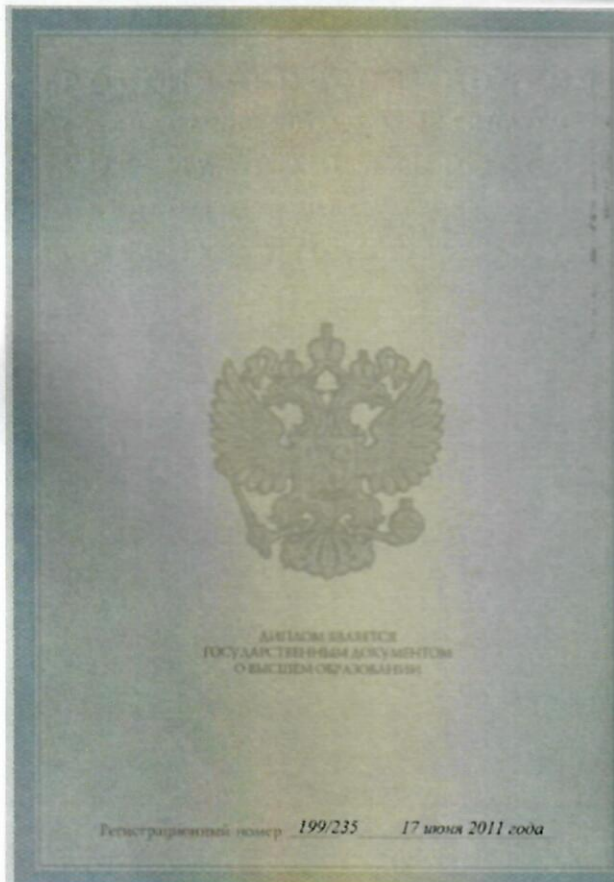 ДИПЛОМ ЯВЛЯЕТСЯ
ГОСУДАРСТВЕННЫМ ДОКУМЕНТОМ
О ВЫСШЕМ ОБРАЗОВАНИИ
Регистрационный номер 199/235 17 июня 2011 года